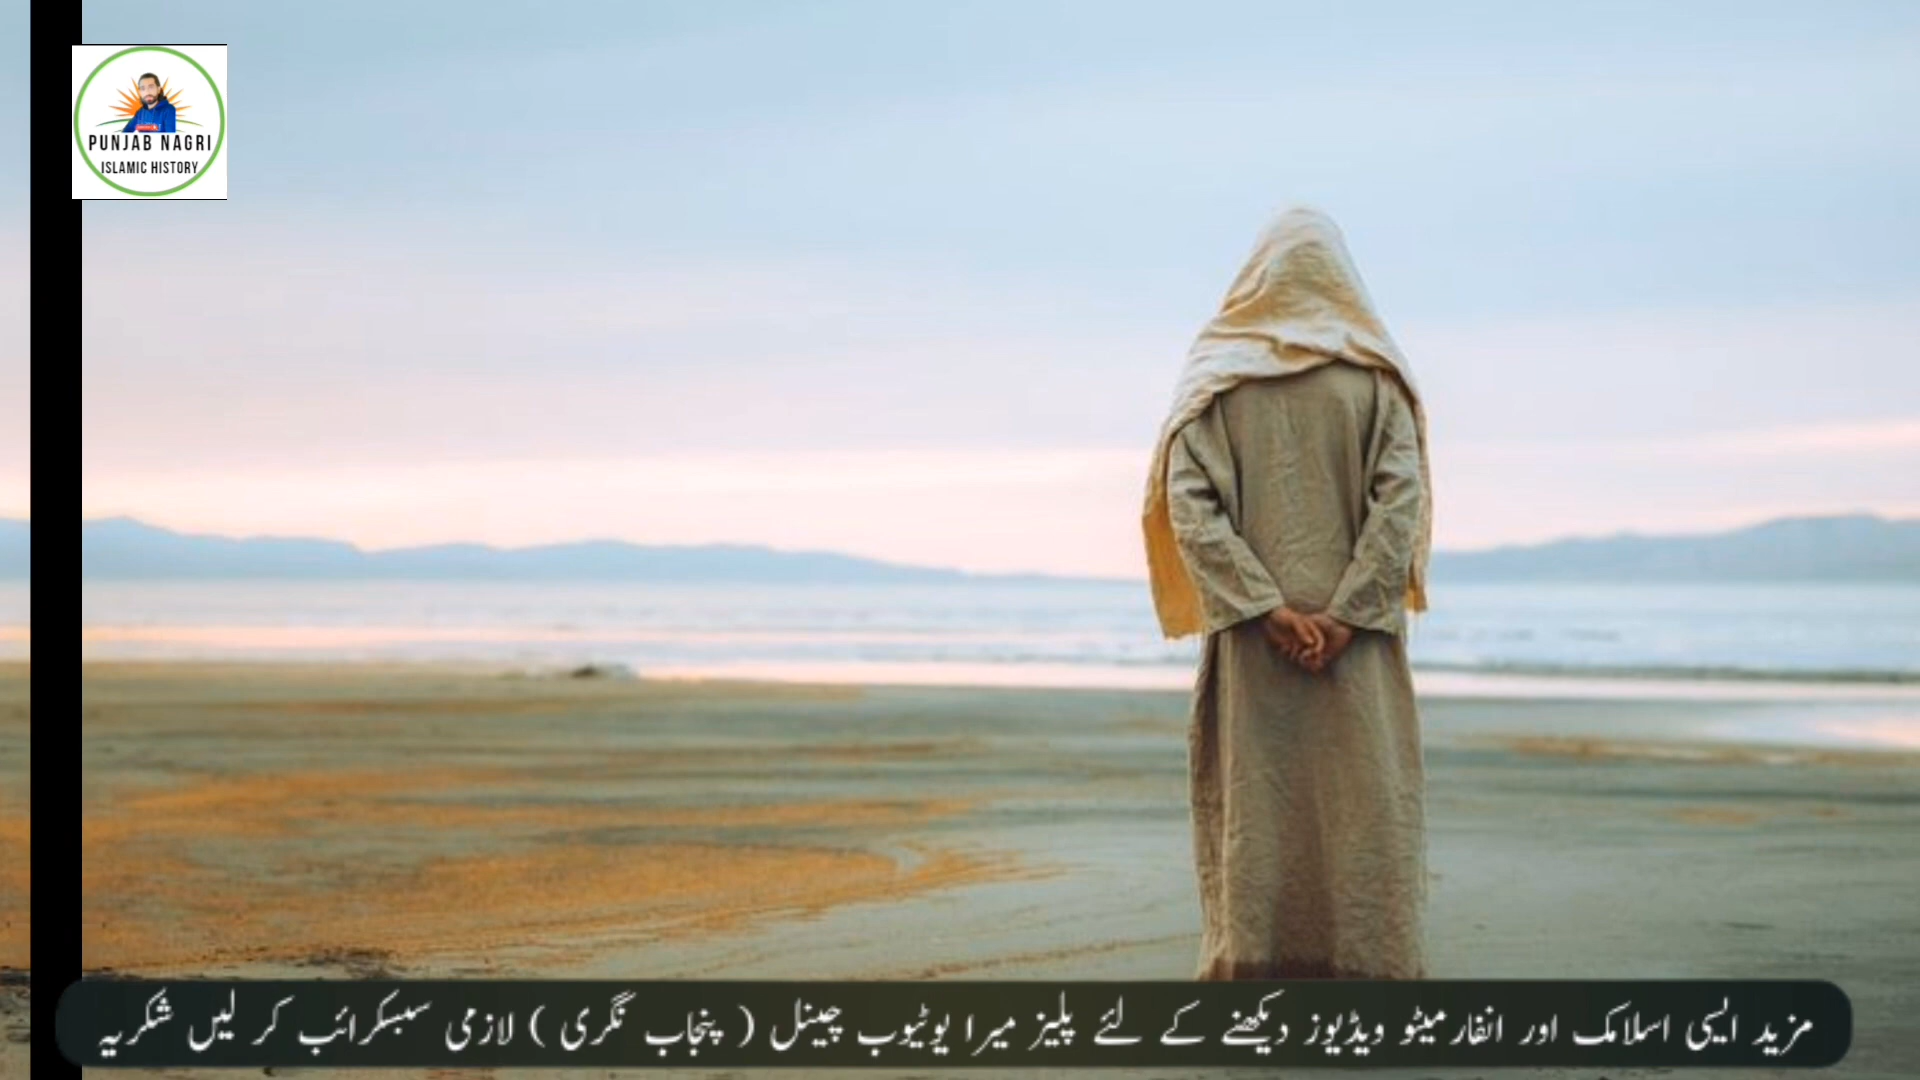 PUNJAB NAGRI
ISLAMIC HISTORY
مزید ایسی اسلامک اور انفارمیٹو ویڈیوز دیکھنے کے لئے پلیز میرا یوٹیوب چینل ( پنجاب نگری ) لازمی سبسکرائب کر لیں شکریہ